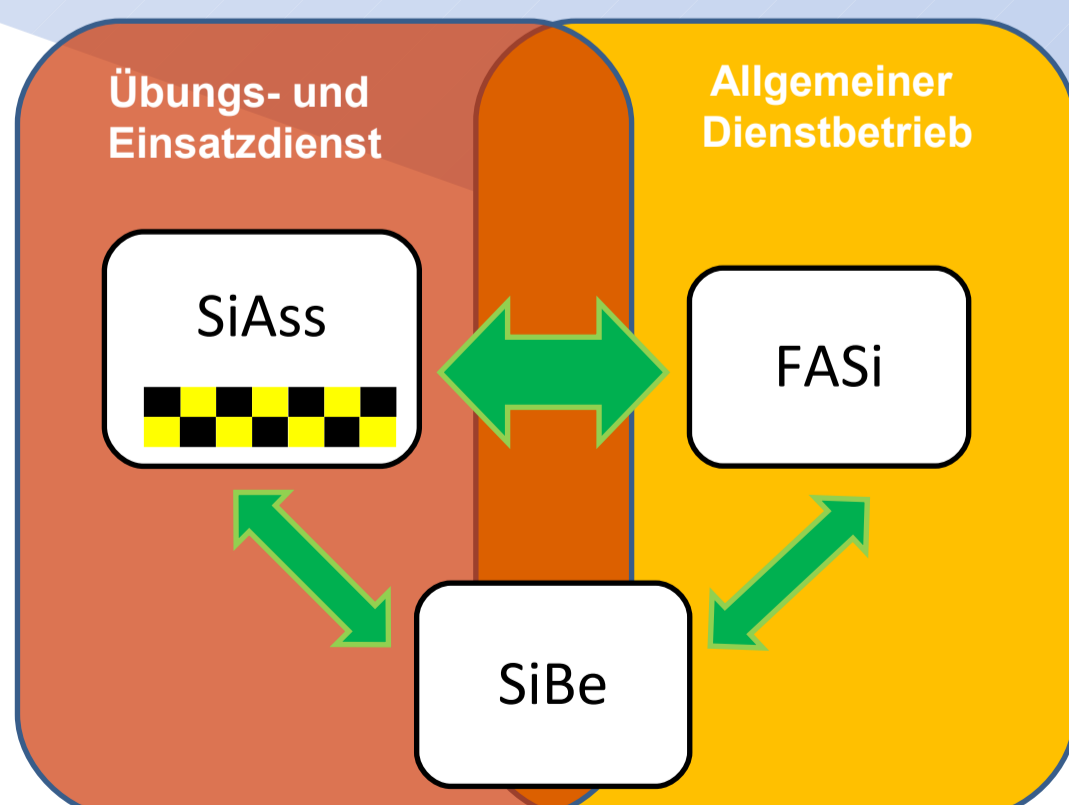 Übungs- und
Einsatzdienst
Allgemeiner
Dienstbetrieb
SiAss
FASi
SiBe